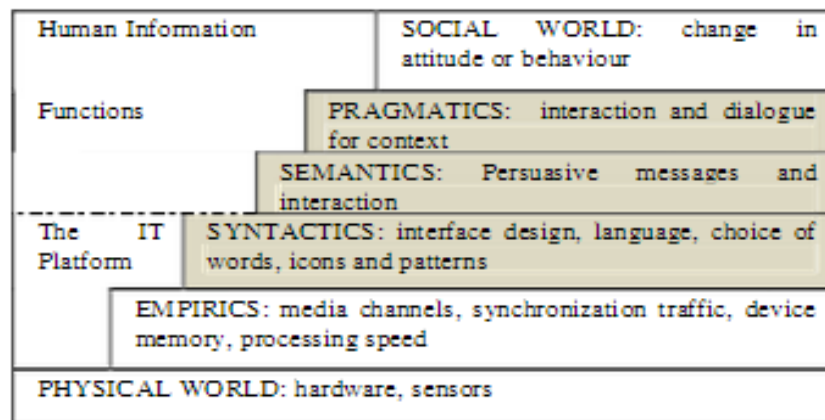 Human Information
SOCIAL WORLD: change in
attitude or behaviour
Functions
PRAGMATICS: interaction and dialogue
for context
SEMANTICS: Persuasive messages and
interaction
The IT
Platform
SYNTACTICS: interface design, language, choice of
words, icons and patterns
EMPIRICS: media channels, synchronization traffic, device
memory, processing speed
PHYSICAL WORLD: hardware, sensors